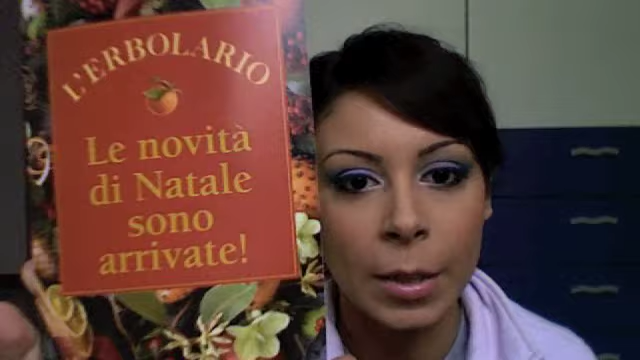 L'ERBOLARIO
Le novità
di Natale
sono
arrivate!